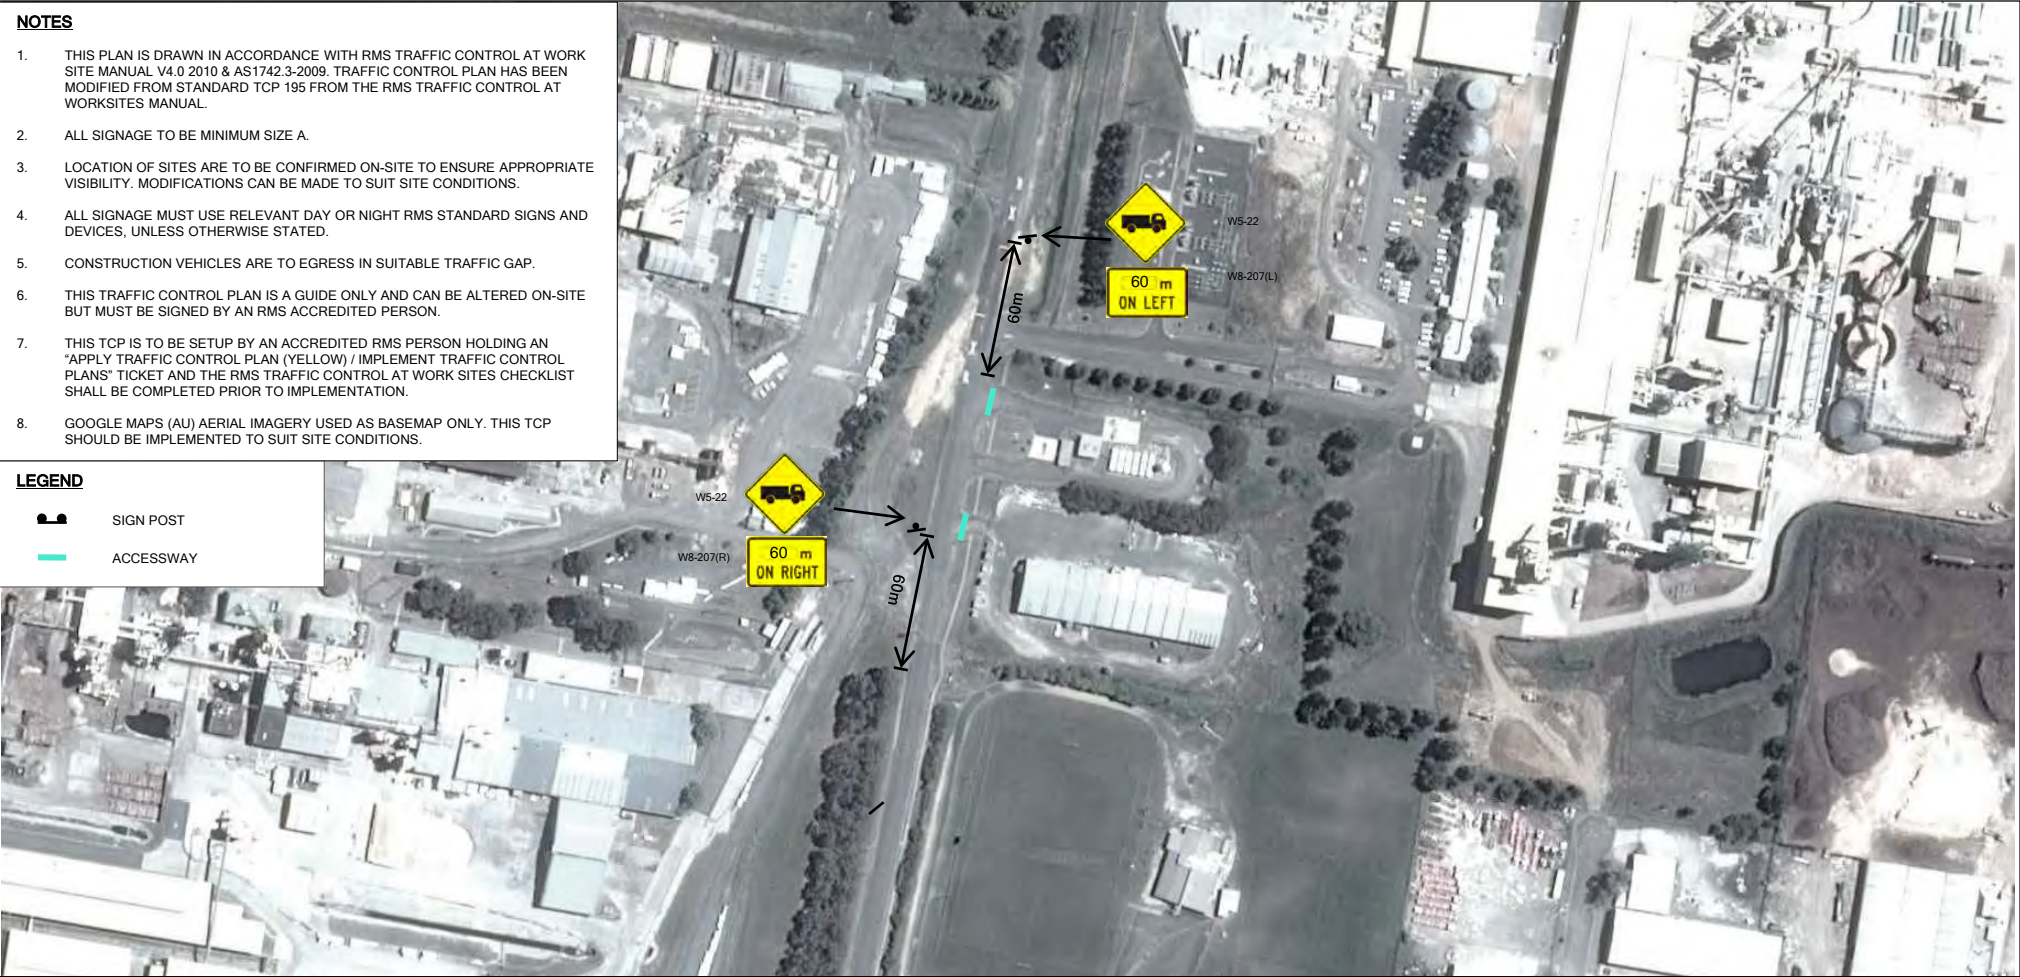 NOTES
1. THIS PLAN IS DRAWN IN ACCORDANCE WITH RMS TRAFFIC CONTROL AT WORK
SITE MANUAL V4.0 2010 & AS1742.3-2009. TRAFFIC CONTROL PLAN HAS BEEN
MODIFIED FROM STANDARD TCP 195 FROM THE RMS TRAFFIC CONTROL AT
WORKSITES MANUAL.
2. ALL SIGNAGE TO BE MINIMUM SIZE A.
3. LOCATION OF SITES ARE TO BE CONFIRMED ON-SITE TO ENSURE APPROPRIATE
VISIBILITY. MODIFICATIONS CAN BE MADE TO SUIT SITE CONDITIONS.
4. ALL SIGNAGE MUST USE RELEVANT DAY OR NIGHT RMS STANDARD SIGNS AND
DEVICES, UNLESS OTHERWISE STATED.
5. CONSTRUCTION VEHICLES ARE TO EGRESS IN SUITABLE TRAFFIC GAP.
6. THIS TRAFFIC CONTROL PLAN IS A GUIDE ONLY AND CAN BE ALTERED ON-SITE
BUT MUST BE SIGNED BY AN RMS ACCREDITED PERSON.
7. THIS TCP IS TO BE SETUP BY AN ACCREDITED RMS PERSON HOLDING AN
“APPLY TRAFFIC CONTROL PLAN (YELLOW) / IMPLEMENT TRAFFIC CONTROL
PLANS” TICKET AND THE RMS TRAFFIC CONTROL AT WORK SITES CHECKLIST
SHALL BE COMPLETED PRIOR TO IMPLEMENTATION.
8. GOOGLE MAPS (AU) AERIAL IMAGERY USED AS BASEMAP ONLY. THIS TCP
SHOULD BE IMPLEMENTED TO SUIT SITE CONDITIONS.
LEGEND
SIGN POST
ACCESSWAY
W5-22
W8-207(L)
60 m
ON LEFT
60m
W5-22
W8-207(R)
60 m
ON RIGHT
60m